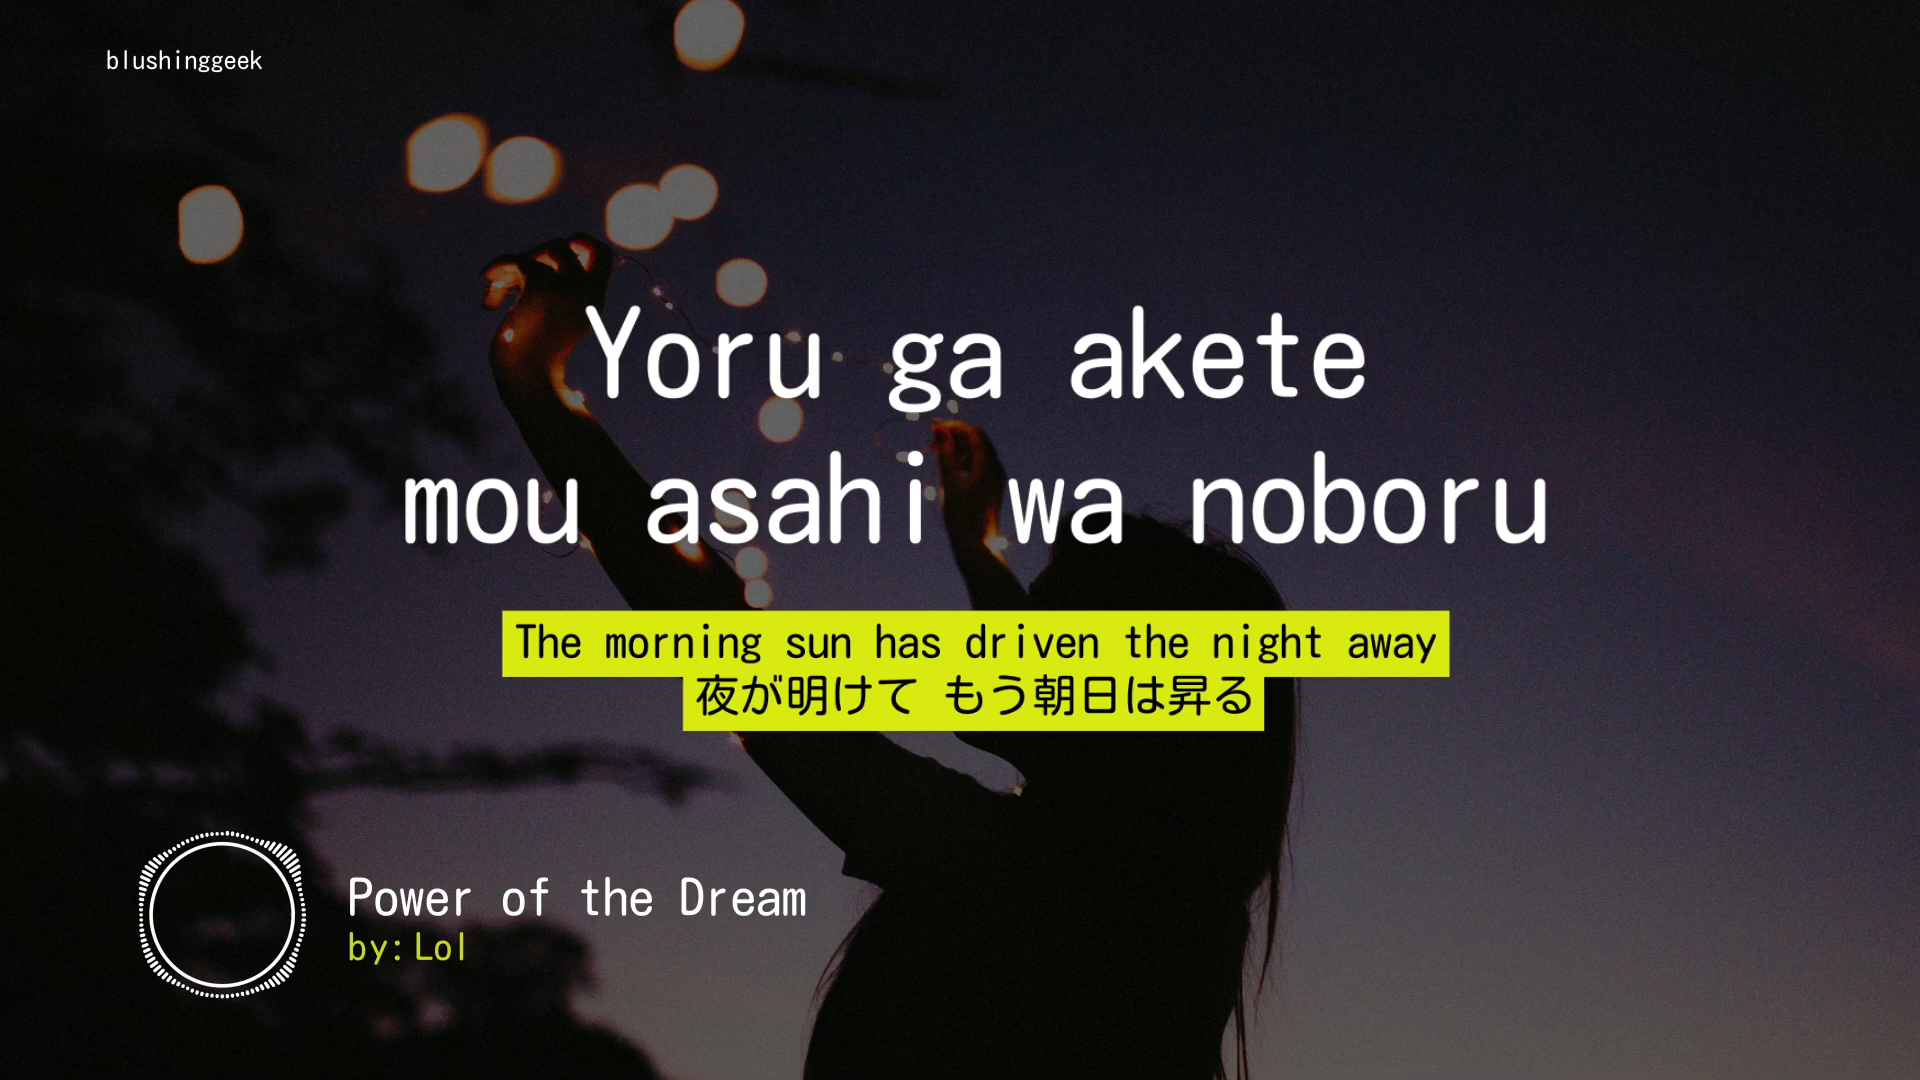 blushinggeek
Yoru ga akete
mou asahi wa noboru
The morning sun has driven the night away
夜が明けて もう朝日は昇る
Power of the Dream
by: Lol